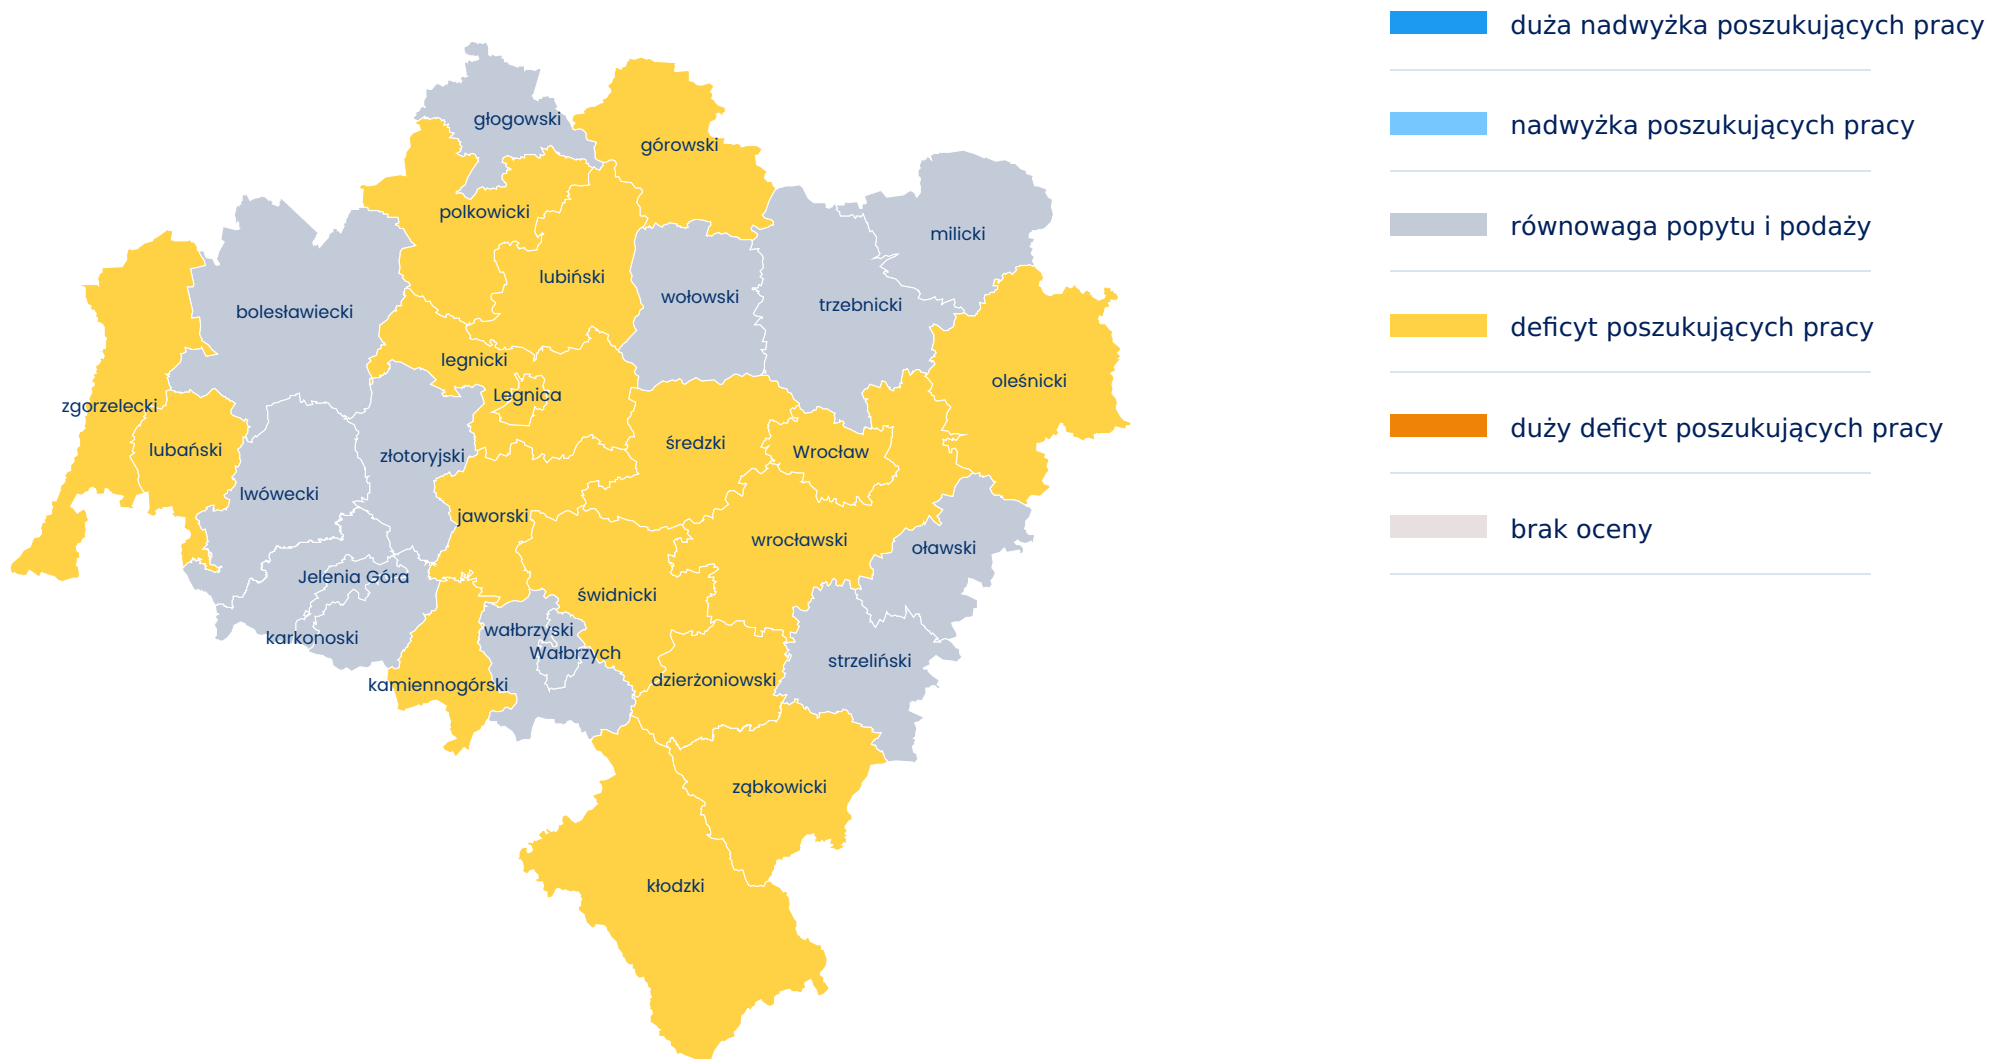 duża nadwyżka poszukujących pracy
nadwyżka poszukujących pracy
równowaga popytu i podaży
deficyt poszukujących pracy
duży deficyt poszukujących pracy
brak oceny
głogowski
górowski
polkowicki
milicki
lubiński
wołowski
trzebnicki
bolesławiecki
legnicki
oleśnicki
Legnica
zgorzelecki
średzki
lubański
Wrocław
złotoryjski
lwówecki
jaworski
wrocławski
oławski
Jelenia Góra
świdnicki
wałbrzyski
karkonoski
Wałbrzych
strzeliński
dzierżoniowski
kamiennogórski
ząbkowicki
kłodzki